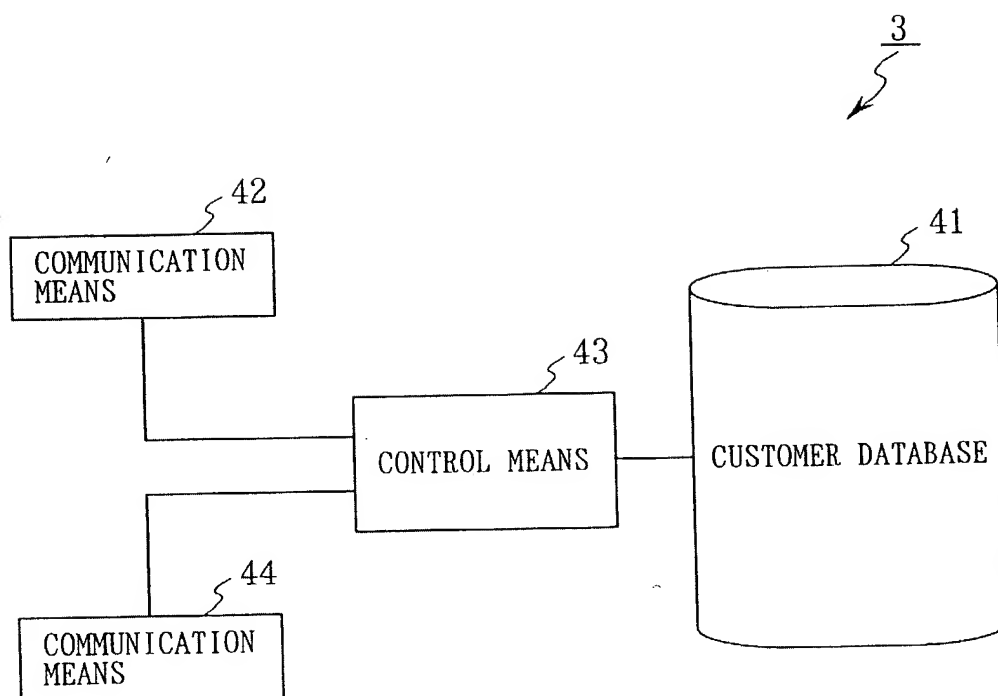 3
42
COMMUNICATION
MEANS
41
43
CONTROL MEANS
CUSTOMER DATABASE
44
COMMUNICATION
MEANS